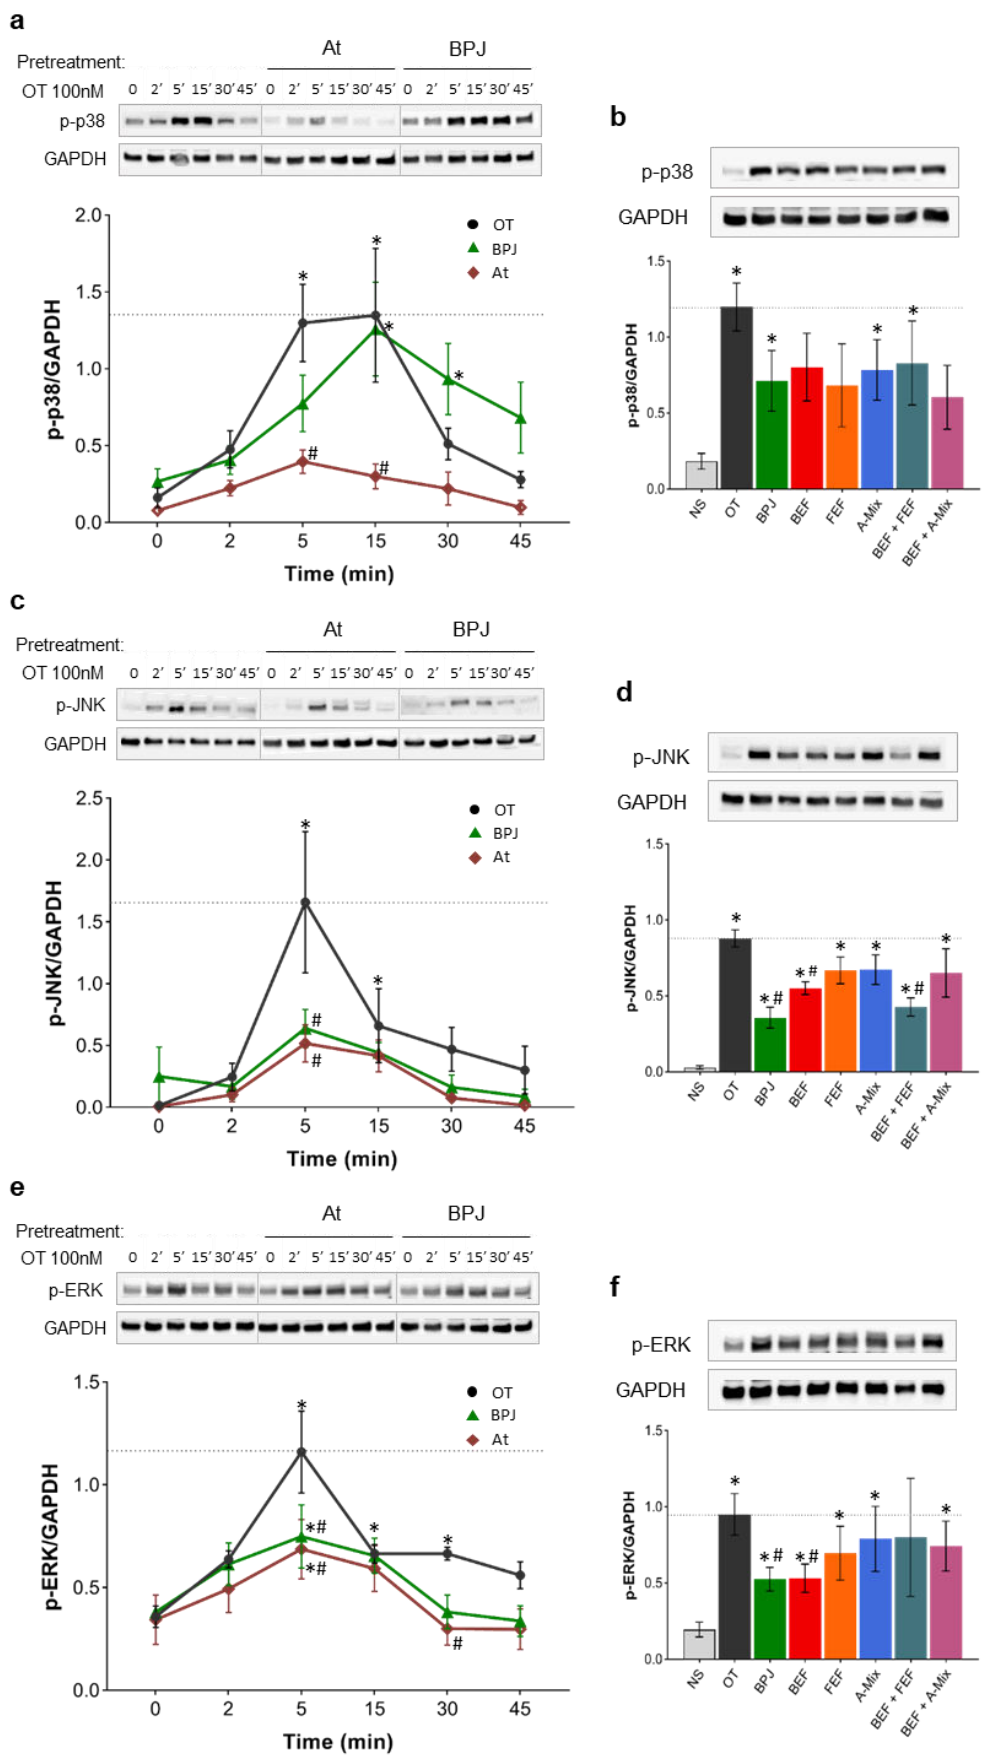 a
At BPJ
Pretreatment:
OT 100nM 0 2′ 5′ 15′ 30′ 45′ 0 2′ 5′ 15′ 30′ 45′ 0 2′ 5′ 15′ 30′ 45′
p-p38
GAPDH
2.0
1.5
1.0
0.5
0.0
p-p38/GAPDH
OT
BPJ
At
* * * * # #
0 2 5 15 30 45
Time (min)
b
p-p38
GAPDH
1.5
1.0
0.5
0.0
p-p38/GAPDH
* * * *
NS OT BPJ BEF FEF A-Mix BEF + FEF BEF + A-Mix
c
At BPJ
Pretreatment:
OT 100nM 0 2′ 5′ 15′ 30′ 45′ 0 2′ 5′ 15′ 30′ 45′ 0 2′ 5′ 15′ 30′ 45′
p-JNK
GAPDH
2.5
2.0
1.5
1.0
0.5
0.0
p-JNK/GAPDH
OT
BPJ
At
* * # #
0 2 5 15 30 45
Time (min)
d
p-JNK
GAPDH
1.5
1.0
0.5
0.0
p-JNK/GAPDH
* *# *# * * *# *
NS OT BPJ BEF FEF A-Mix BEF + FEF BEF + A-Mix
e
At BPJ
Pretreatment:
OT 100nM 0 2′ 5′ 15′ 30′ 45′ 0 2′ 5′ 15′ 30′ 45′ 0 2′ 5′ 15′ 30′ 45′
p-ERK
GAPDH
1.5
1.0
0.5
0.0
p-ERK/GAPDH
OT
BPJ
At
* *# *# * * #
0 2 5 15 30 45
Time (min)
f
p-ERK
GAPDH
1.5
1.0
0.5
0.0
p-ERK/GAPDH
* *# *# * * *
NS OT BPJ BEF FEF A-Mix BEF + FEF BEF + A-Mix